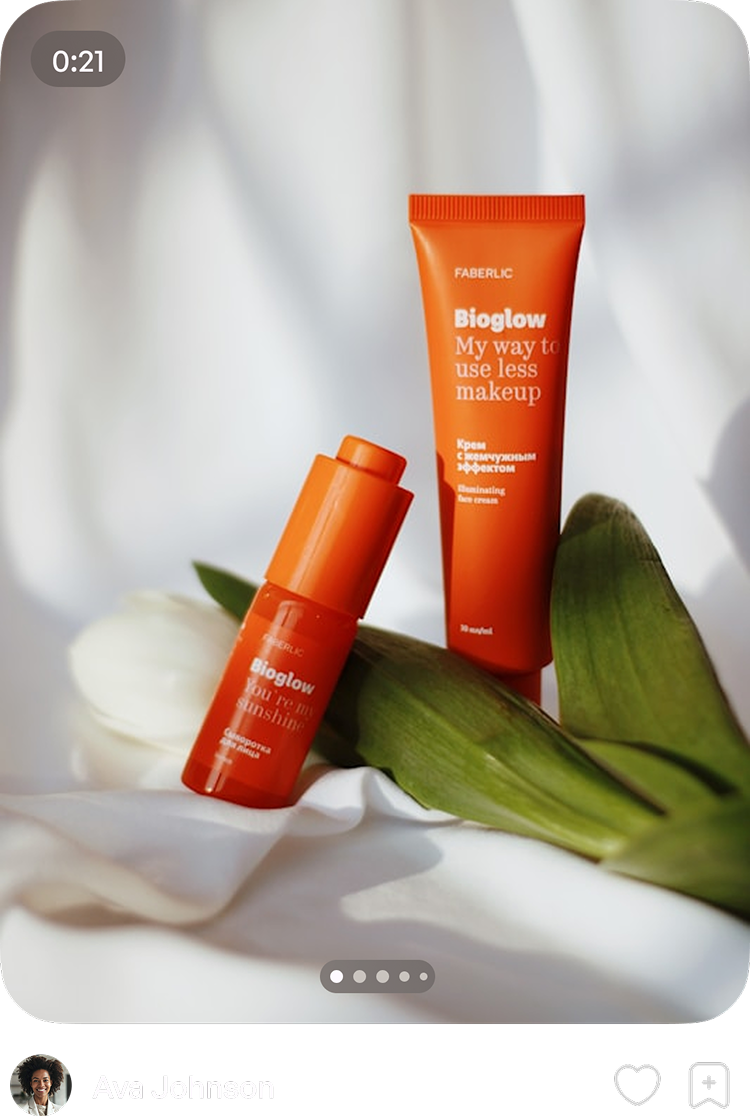 0:21
FABERLIC
Bioglow
My way to
use less
makeup
Крем
с жемчужным
эффектом
illuminating
face cream
30 мл/ml
FABERLIC
Bioglow
You're my
sunshine
Сыворотка
для лица
Ava Johnson